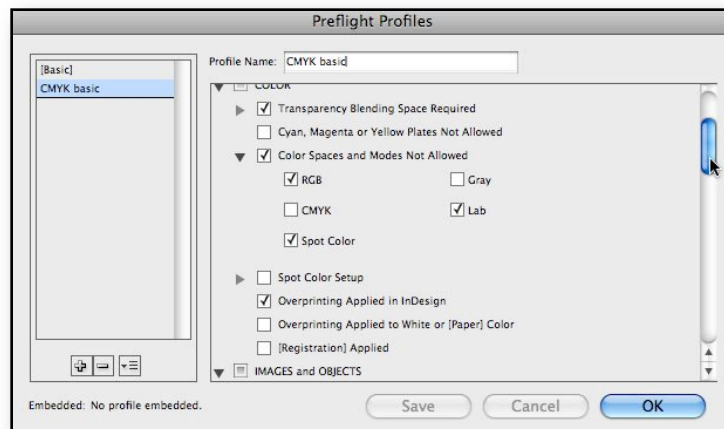 Preflight Profiles
[Basic]
CMYK basic
Profile Name: CMYK basic
COLOR
Transparency Blending Space Required
Cyan, Magenta or Yellow Plates Not Allowed
Color Spaces and Modes Not Allowed
RGB Gray
CMYK Lab
Spot Color
Spot Color Setup
Overprinting Applied in InDesign
Overprinting Applied to White or [Paper] Color
[Registration] Applied
IMAGES and OBJECTS
Embedded: No profile embedded.
Save Cancel OK